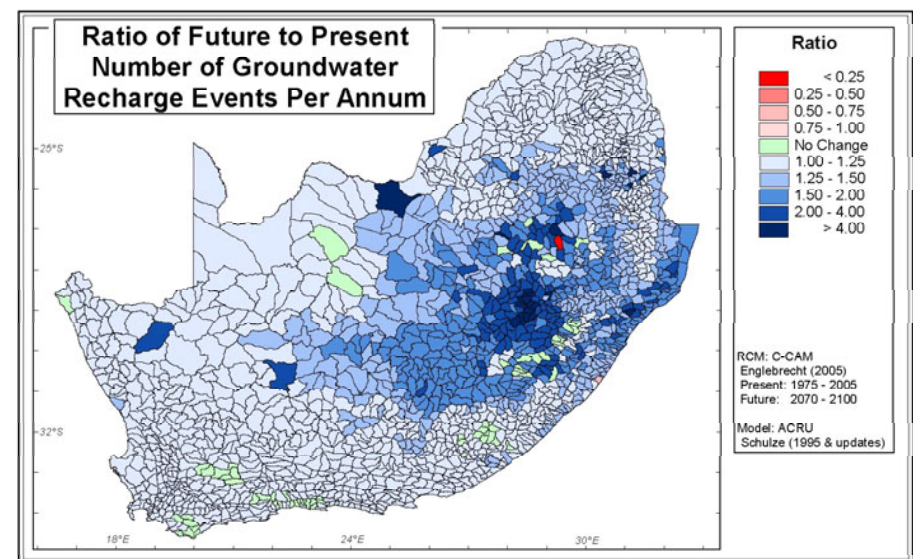 Ratio of Future to Present
Number of Groundwater
Recharge Events Per Annum
25°S
32°S
18°E
24°E
30°E
Ratio
< 0.25
0.25 - 0.50
0.50 - 0.75
0.75 - 1.00
No Change
1.00 - 1.25
1.25 - 1.50
1.50 - 2.00
2.00 - 4.00
> 4.00
RCM: C-CAM
Englebrecht (2005)
Present: 1975 - 2005
Future: 2070 - 2100
Model: ACRU
Schulze (1995 & updates)